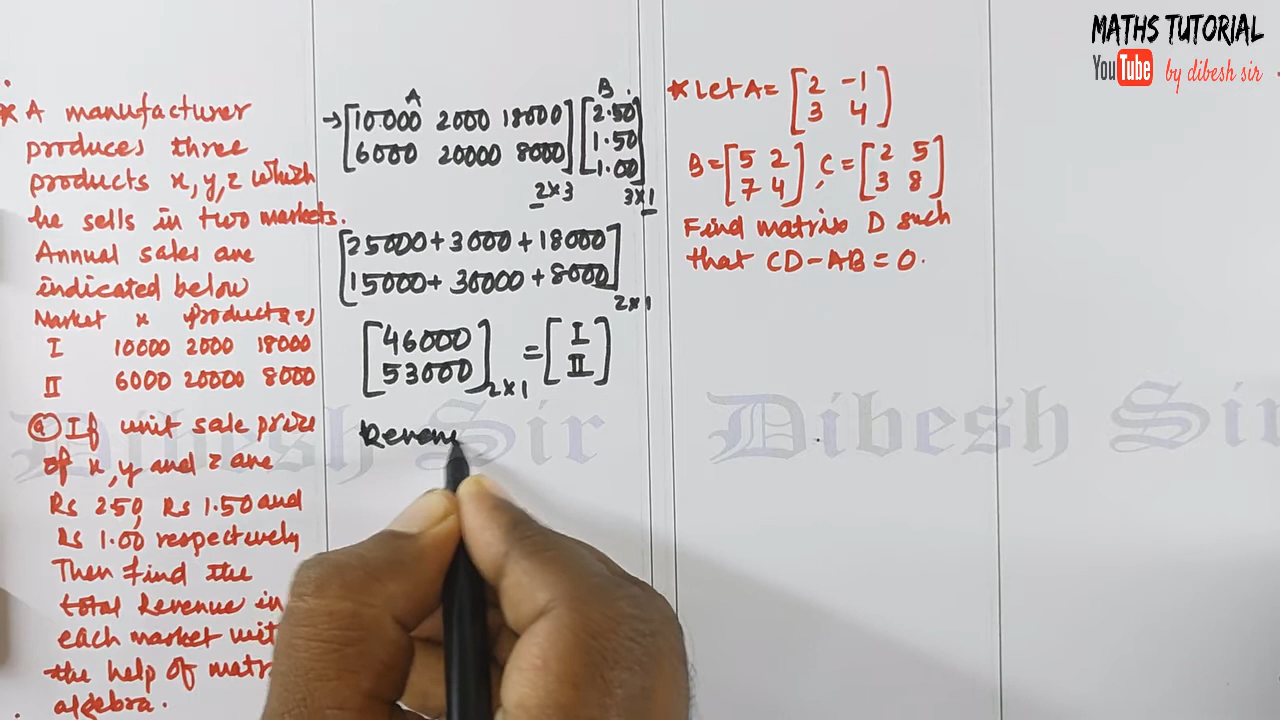 MATHS TUTORIAL
YouTube by dibesh sir
* A manufacturer
produces three
products x, y, z which
he sells in two markets.
Annual sales are
indicated below
Market x products
I 10000 2000 18000
II 6000 20000 8000
(a) If unit sale price
of x, y and z are
Rs 2.50, Rs 1.50 and
Rs 1.00 respectively
Then find the
total Revenue in
each market
the help of
algebra.
A B
→ [10.000 2000 18000] [2.50]
[6000 20000 8000] [1.50]
[1.00]
2×3 3×1
[25000 + 3000 + 18000]
[15000 + 30000 + 8000]
2×1
[46000] = [I]
[53000] [II]
2×1
Revenu
* Let A = [2 -1]
[3 4]
B = [5 2], C = [2 5]
[7 4] [3 8]
Find matrix D such
that CD - AB = 0.
Dibesh Sir
Dibesh Sir